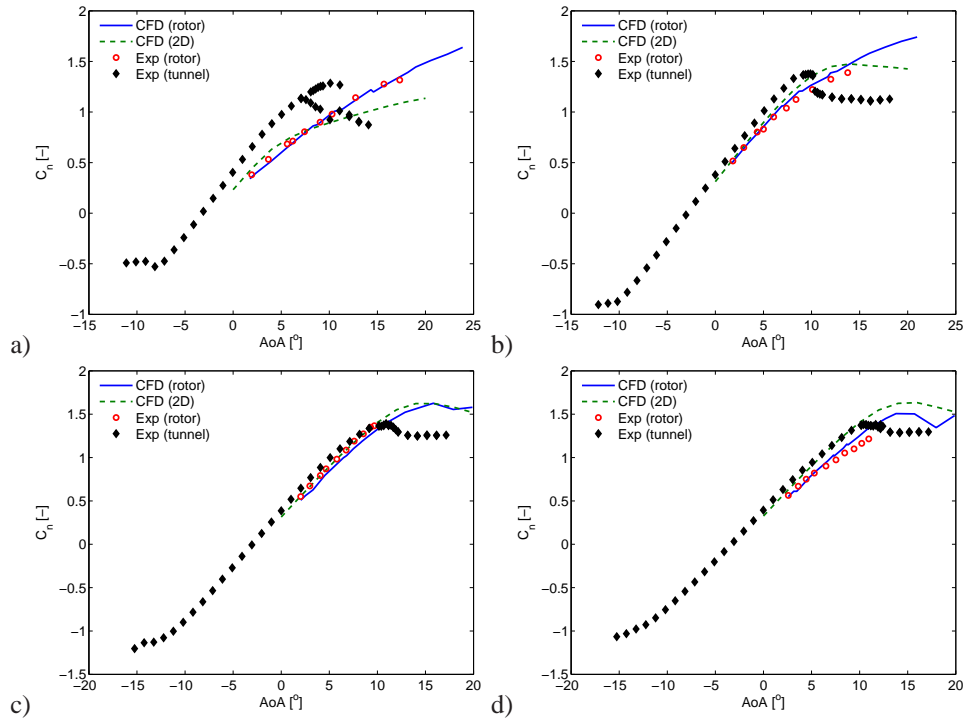 2
1.5
1
0.5
0
−0.5
−1
−15 −10 −5 0 5 10 15 20 25
AoA [º]
C_n [−]
CFD (rotor)
CFD (2D)
Exp (rotor)
Exp (tunnel)
a)
2
1.5
1
0.5
0
−0.5
−1
−15 −10 −5 0 5 10 15 20 25
AoA [º]
C_n [−]
CFD (rotor)
CFD (2D)
Exp (rotor)
Exp (tunnel)
b)
2
1.5
1
0.5
0
−0.5
−1
−1.5
−20 −15 −10 −5 0 5 10 15 20
AoA [º]
C_n [−]
CFD (rotor)
CFD (2D)
Exp (rotor)
Exp (tunnel)
c)
2
1.5
1
0.5
0
−0.5
−1
−1.5
−20 −15 −10 −5 0 5 10 15 20
AoA [º]
C_n [−]
CFD (rotor)
CFD (2D)
Exp (rotor)
Exp (tunnel)
d)